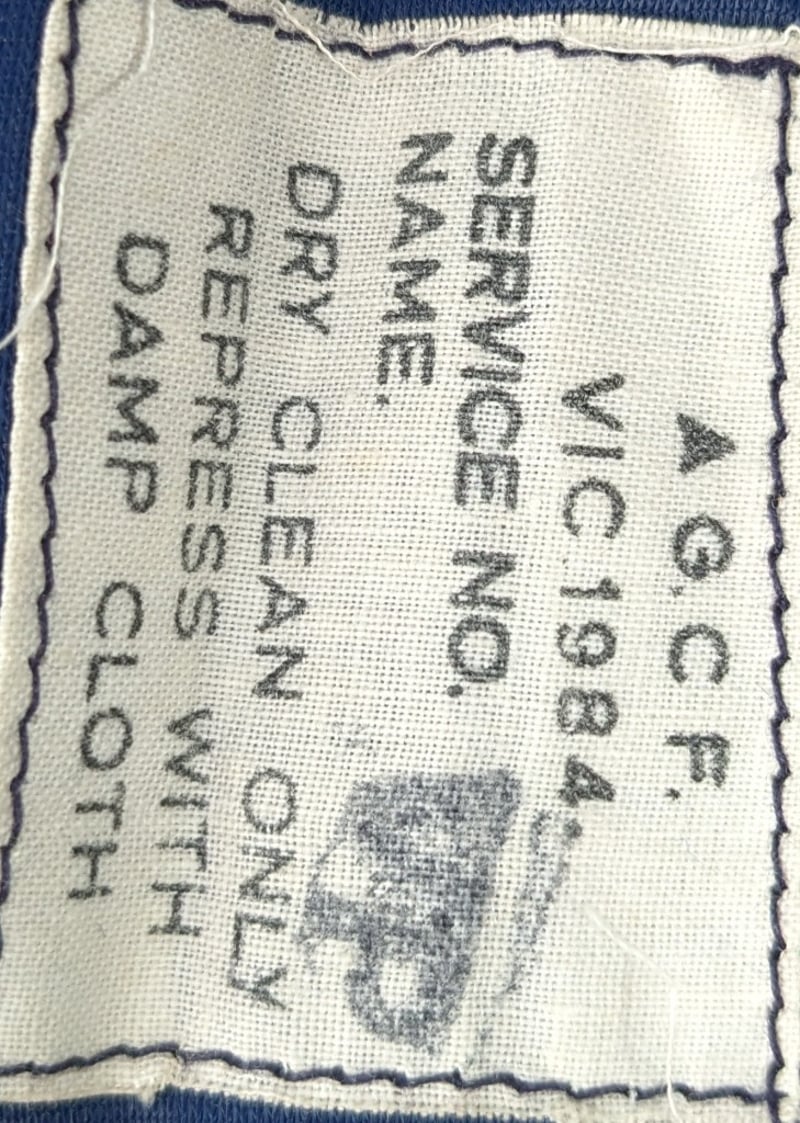 A.G.C.F.
VIC 1984.
SERVICE NO.
NAME.
DRY CLEAN ONLY
REPRESS WITH
DAMP CLOTH